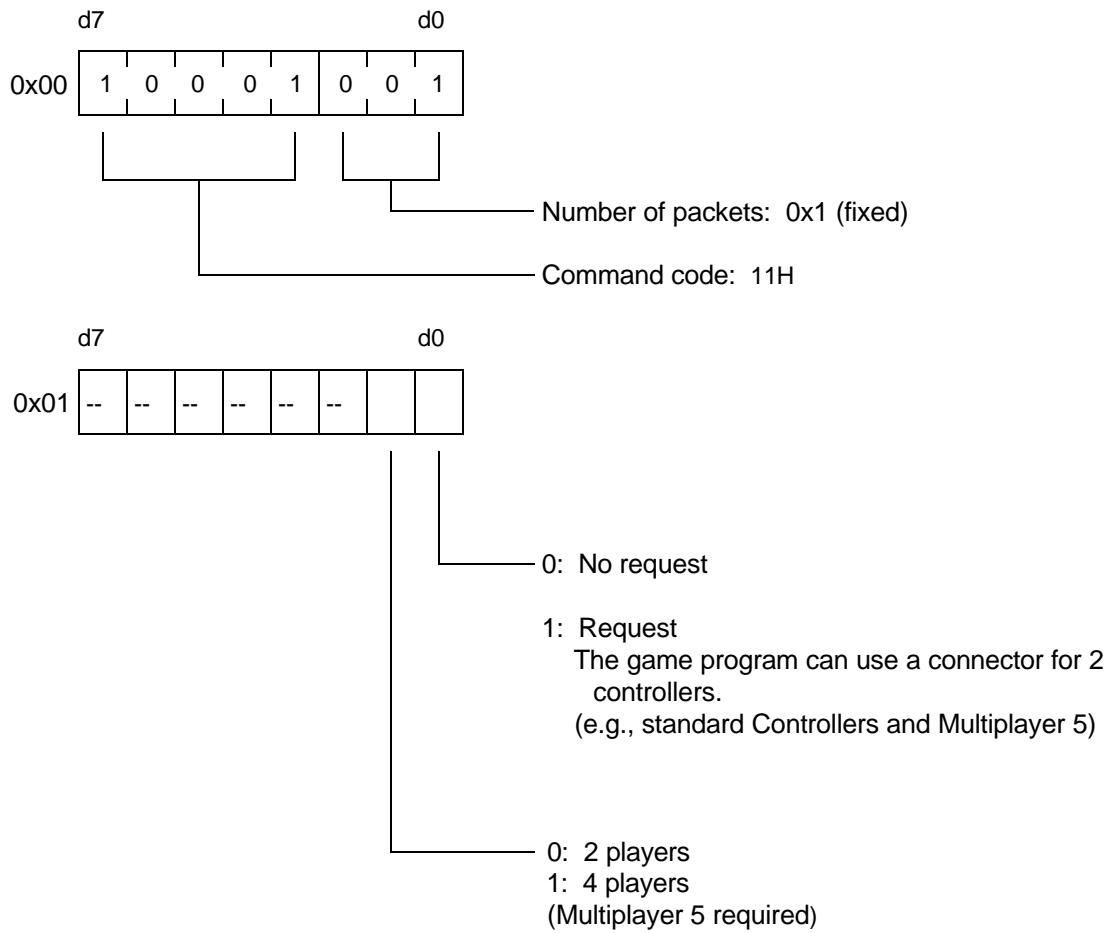 d7 d0
0x00 1 0 0 0 1 0 0 1
Number of packets: 0x1 (fixed)
Command code: 11H
d7 d0
0x01 -- -- -- -- -- --
0: No request
1: Request
The game program can use a connector for 2
controllers.
(e.g., standard Controllers and Multiplayer 5)
0: 2 players
1: 4 players
(Multiplayer 5 required)